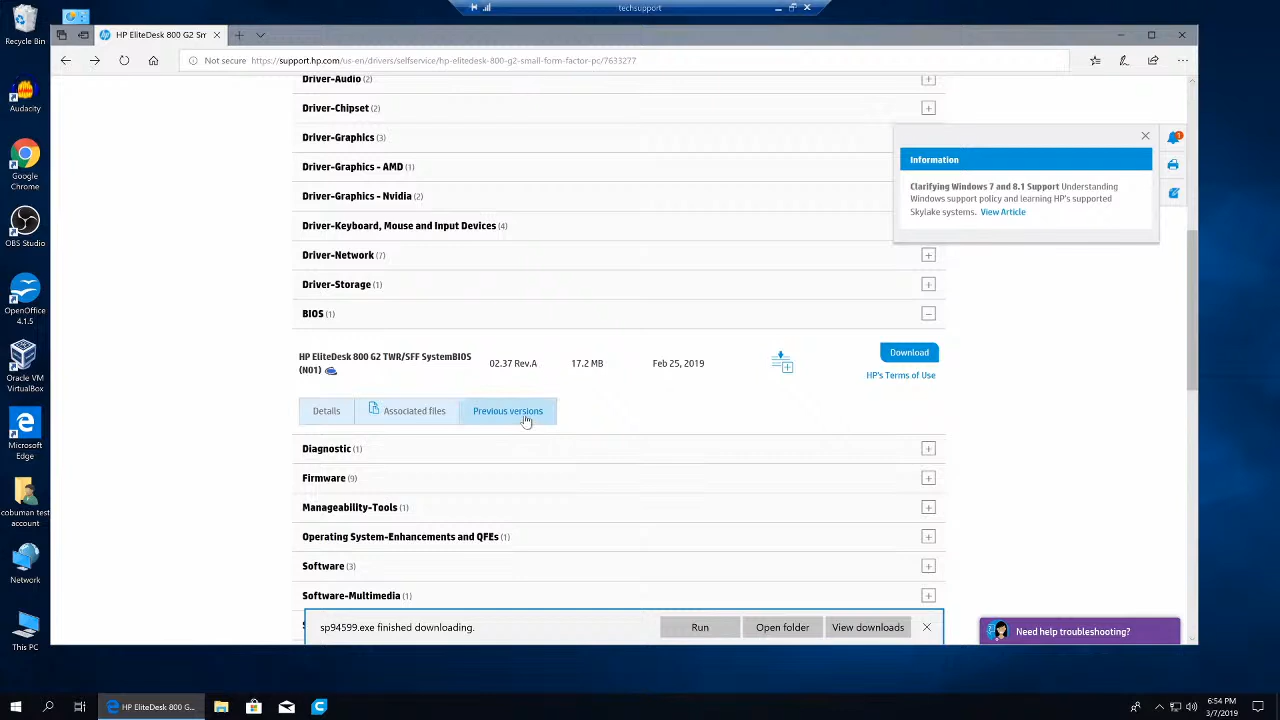 techsupport
Recycle Bin
Audacity
Google Chrome
OBS Studio
OpenOffice 4.1.5
Oracle VM VirtualBox
Microsoft Edge
cobuman test account
Network
This PC
HP EliteDesk 800 G2 Sm
Not secure https://support.hp.com/us-en/drivers/selfservice/hp-elitedesk-800-g2-small-form-factor-pc/7633277
Driver-Audio (2)
Driver-Chipset (2)
Driver-Graphics (3)
Driver-Graphics - AMD (1)
Driver-Graphics - Nvidia (2)
Driver-Keyboard, Mouse and Input Devices (4)
Driver-Network (7)
Driver-Storage (1)
BIOS (1)
HP EliteDesk 800 G2 TWR/SFF SystemBIOS
(N01)
02.37 Rev.A 17.2 MB Feb 25, 2019
Download
HP's Terms of Use
Details Associated files Previous versions
Diagnostic (1)
Firmware (9)
Manageability-Tools (1)
Operating System-Enhancements and QFEs (1)
Software (3)
Software-Multimedia (1)
Information
Clarifying Windows 7 and 8.1 Support Understanding
Windows support policy and learning HP's supported
Skylake systems. View Article
1
sp94599.exe finished downloading.
Run Open folder View downloads
Need help troubleshooting?
HP EliteDesk 800 G...
6:54 PM
3/7/2019